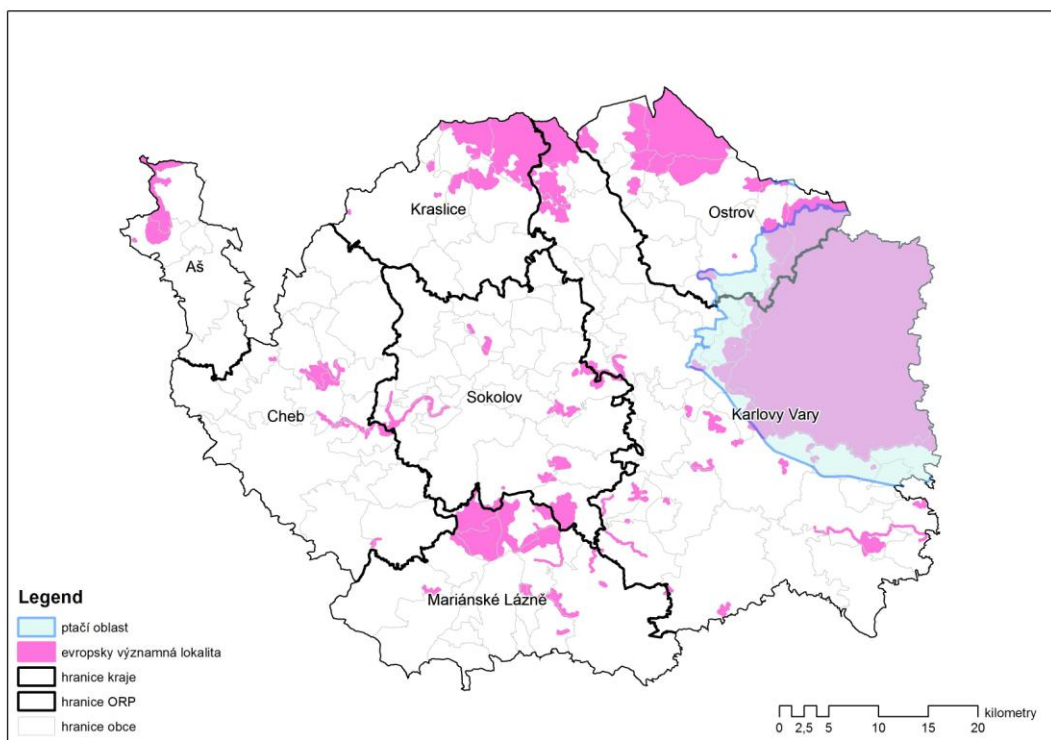 Kraslice
Ostrov
Aš
Cheb
Sokolov
Karlovy Vary
Mariánské Lázně
Legend
ptačí oblast
evropsky významná lokalita
hranice kraje
hranice ORP
hranice obce
kilometry
0 2,5 5 10 15 20